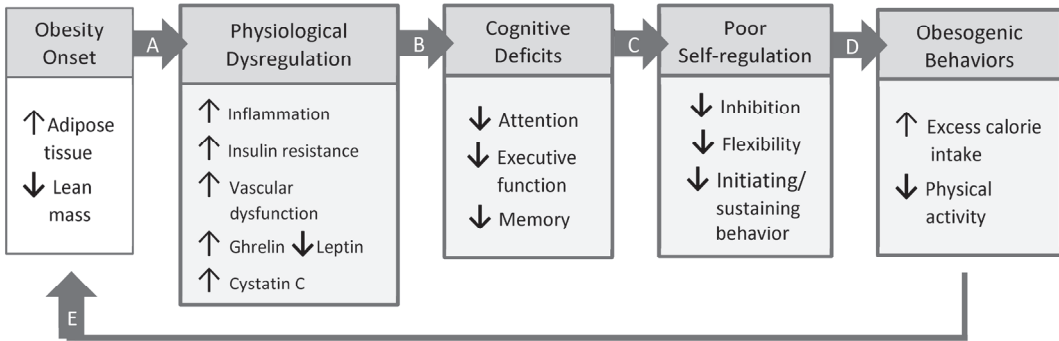 Obesity
Onset
↑ Adipose
tissue
↓ Lean
mass
A
Physiological
Dysregulation
↑ Inflammation
↑ Insulin resistance
↑ Vascular
dysfunction
↑ Ghrelin ↓ Leptin
↑ Cystatin C
B
Cognitive
Deficits
↓ Attention
↓ Executive
function
↓ Memory
C
Poor
Self-regulation
↓ Inhibition
↓ Flexibility
↓ Initiating/
sustaining
behavior
D
Obesogenic
Behaviors
↑ Excess calorie
intake
↓ Physical
activity
E